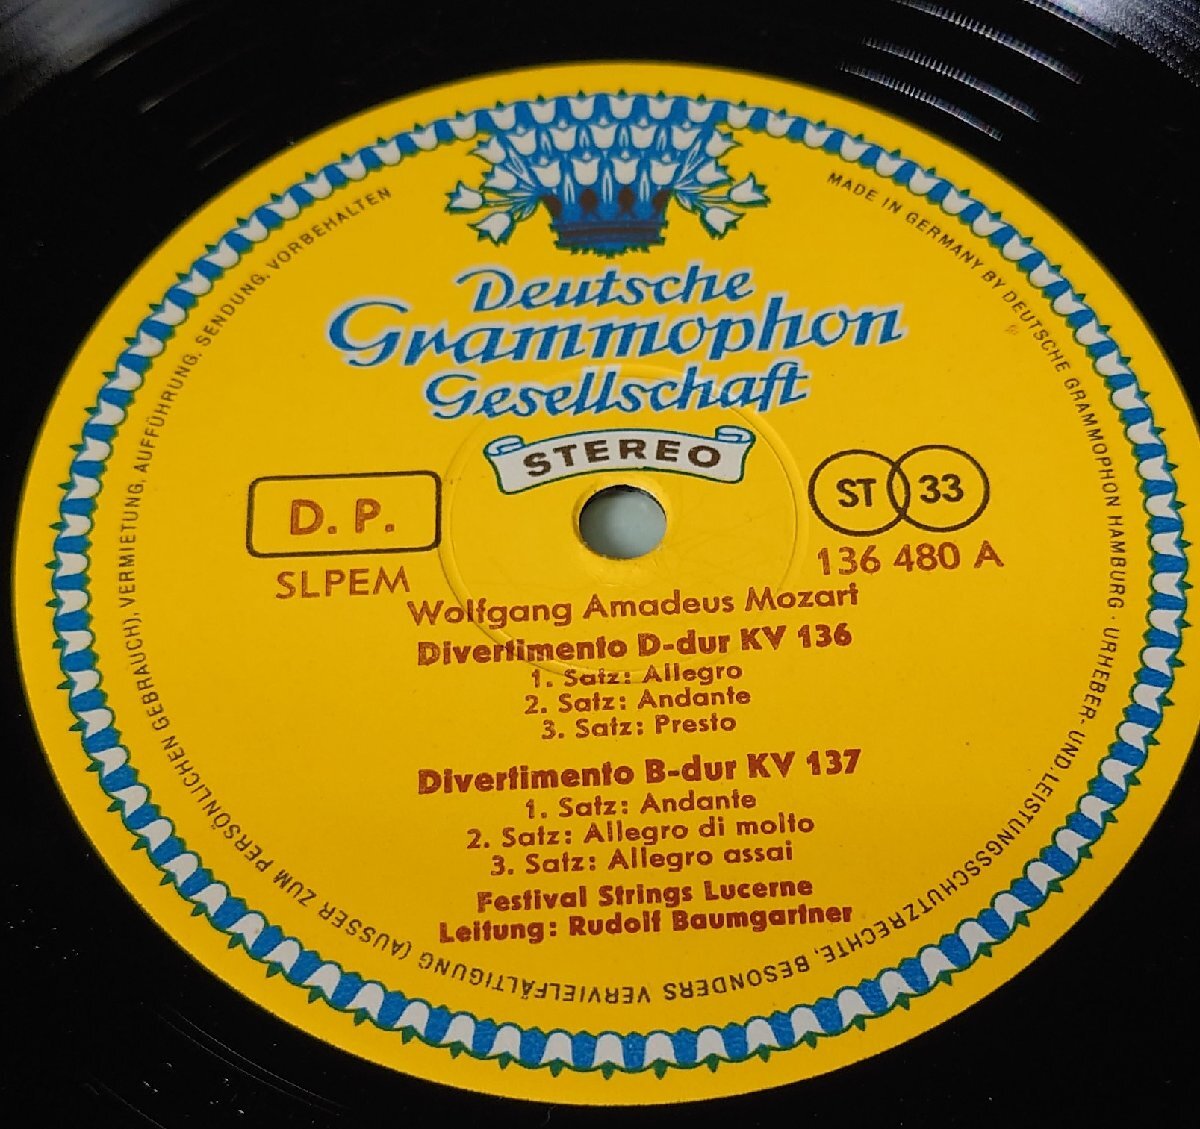 Deutsche
Grammophon
Gesellschaft
STEREO
D. P.
SLPEM
ST 33
136 480 A
Wolfgang Amadeus Mozart
Divertimento D-dur KV 136
1. Satz: Allegro
2. Satz: Andante
3. Satz: Presto
Divertimento B-dur KV 137
1. Satz: Andante
2. Satz: Allegro di molto
3. Satz: Allegro assai
Festival Strings Lucerne
Leitung: Rudolf Baumgartner
MADE IN GERMANY BY DEUTSCHE GRAMMOPHON HAMBURG · URHEBER- UND LEISTUNGSSCHUTZRECHTE, BESONDERS VERVIELFÄLTIGUNG (AUSSER ZUM PERSÖNLICHEN GEBRAUCH), VERMIETUNG, AUFFÜHRUNG, SENDUNG, VORBEHALTEN